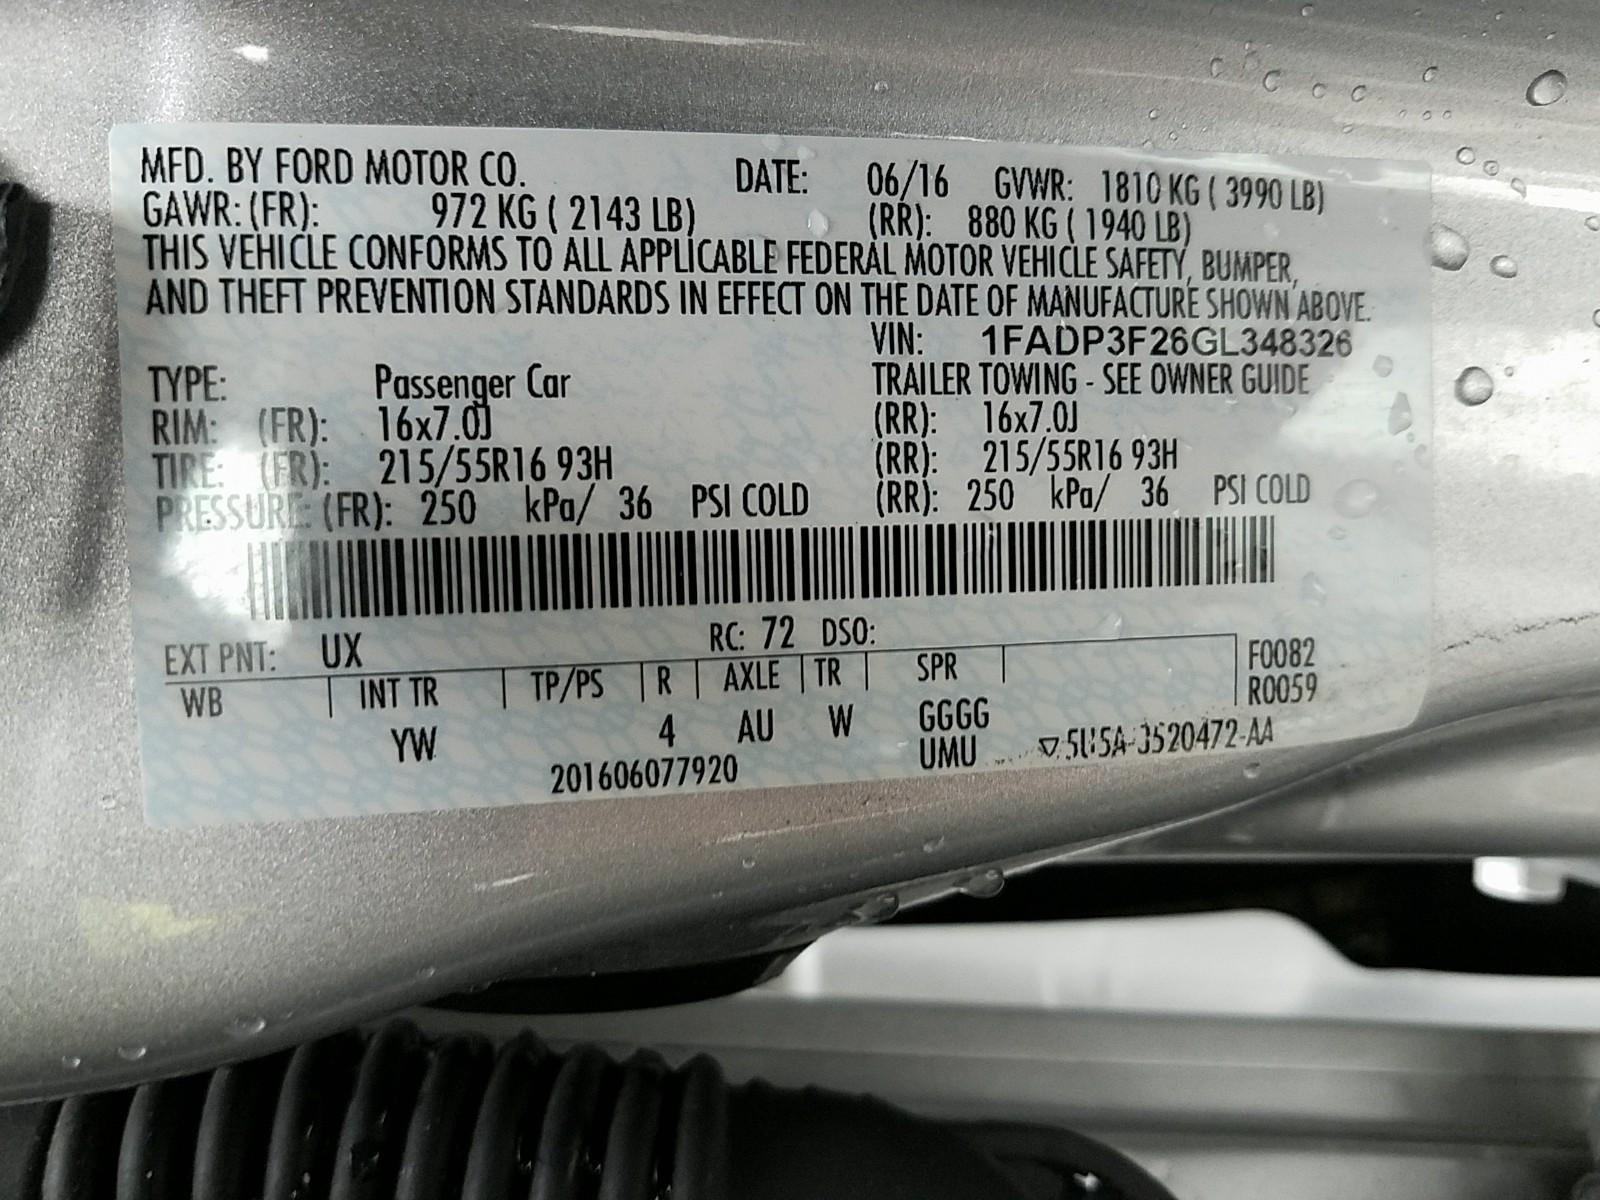 MFD. BY FORD MOTOR CO. DATE: 06/16 GVWR: 1810 KG ( 3990 LB)
GAWR: (FR): 972 KG ( 2143 LB) (RR): 880 KG ( 1940 LB)
THIS VEHICLE CONFORMS TO ALL APPLICABLE FEDERAL MOTOR VEHICLE SAFETY, BUMPER,
AND THEFT PREVENTION STANDARDS IN EFFECT ON THE DATE OF MANUFACTURE SHOWN ABOVE.
VIN: 1FADP3F26GL348326
TYPE: Passenger Car TRAILER TOWING - SEE OWNER GUIDE
RIM: (FR): 16x7.0J (RR): 16x7.0J
TIRE: (FR): 215/55R16 93H (RR): 215/55R16 93H
PRESSURE: (FR): 250 kPa/ 36 PSI COLD (RR): 250 kPa/ 36 PSI COLD
EXT PNT: UX RC: 72 DSO: F0082
WB INT TR TP/PS R AXLE TR SPR R0059
YW 4 AU W GGGG
UMU
201606077920